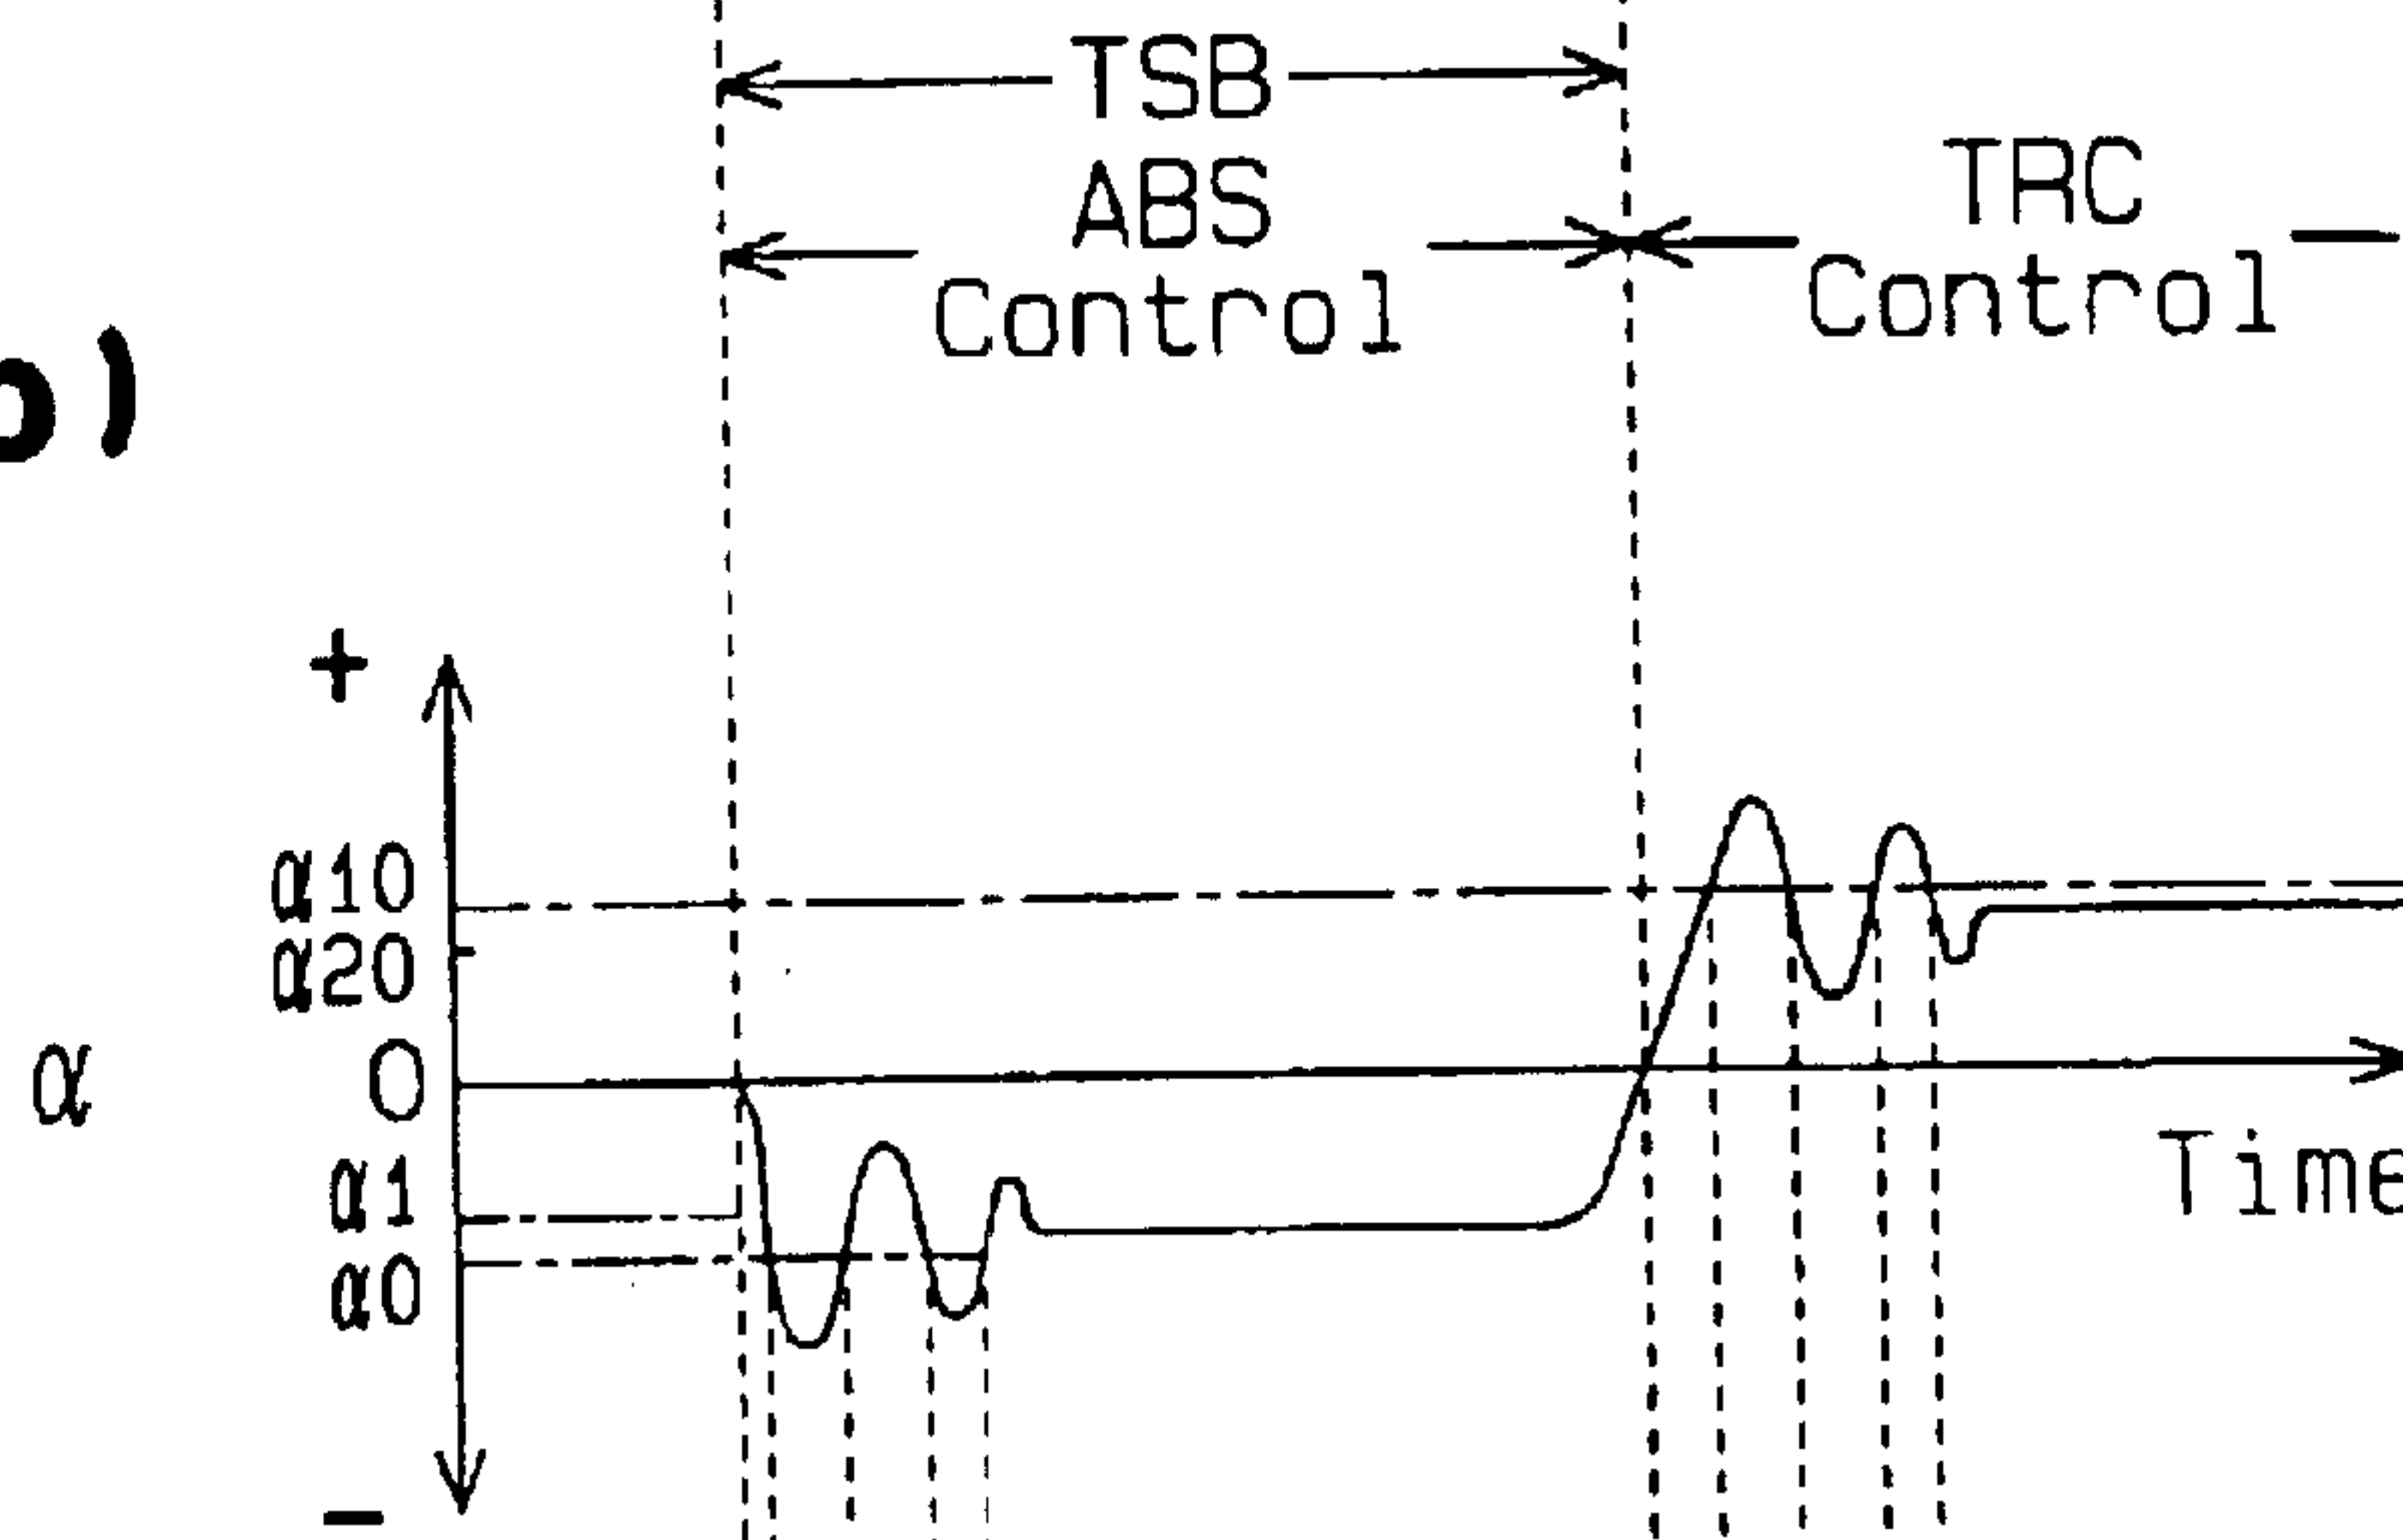 TSB
ABS
Control
TRC
Control
b)
+
α10
α20
α
0
α1
α0
Time
−